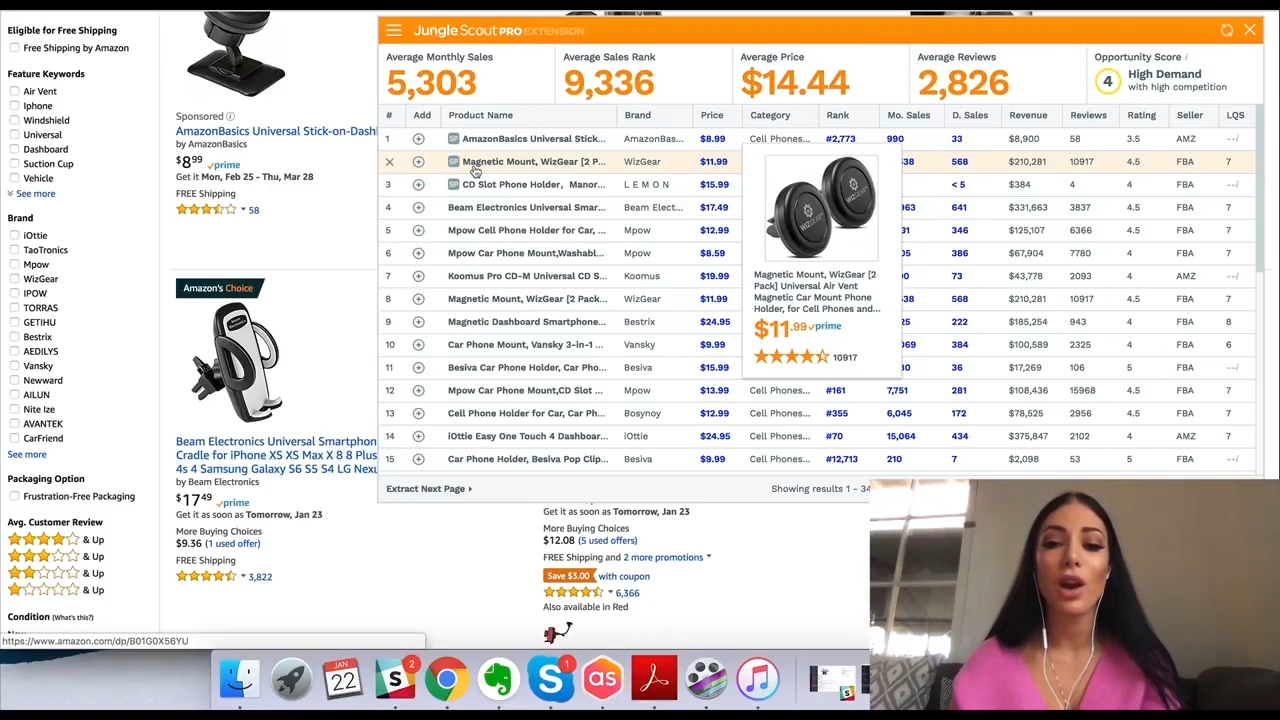 Eligible for Free Shipping
Free Shipping by Amazon
Feature Keywords
Air Vent
Iphone
Windshield
Universal
Dashboard
Suction Cup
Vehicle
See more
Brand
iOttie
TaoTronics
Mpow
WizGear
IPOW
TORRAS
GETIHU
Bestrix
AEDILYS
Vansky
Newward
AILUN
Nite Ize
AVANTEK
CarFriend
See more
Packaging Option
Frustration-Free Packaging
Avg. Customer Review
& Up
& Up
& Up
& Up
Condition (What's this?)
https://www.amazon.com/dp/B01G0X56YU
Sponsored
AmazonBasics Universal Stick-on-Dash
by AmazonBasics
$8 99 prime
Get it Mon, Feb 25 - Thu, Mar 28
FREE Shipping
58
Amazon's Choice
Beam Electronics Universal Smartphon
Cradle for iPhone XS XS Max X 8 8 Plus
4s 4 Samsung Galaxy S6 S5 S4 LG Nexu
by Beam Electronics
$17 49 prime
Get it as soon as Tomorrow, Jan 23
More Buying Choices
$9.36 (1 used offer)
FREE Shipping
3,822
Get it as soon as Tomorrow, Jan 23
More Buying Choices
$12.08 (5 used offers)
FREE Shipping and 2 more promotions
Save $3.00 with coupon
6,366
Also available in Red
Jungle Scout PRO EXTENSION
Average Monthly Sales
5,303
Average Sales Rank
9,336
Average Price
$14.44
Average Reviews
2,826
Opportunity Score
4
High Demand
with high competition
# Add Product Name Brand Price Category Rank Mo. Sales D. Sales Revenue Reviews Rating Seller LQS
1 SP AmazonBasics Universal Stick... AmazonBas... $8.99 Cell Phones... #2,773 990 33 $8,900 58 3.5 AMZ --/
SP Magnetic Mount, WizGear [2 P... WizGear $11.99 38 568 $210,281 10917 4.5 FBA 7
3 SP CD Slot Phone Holder, Manor... L E M O N $15.99 < 5 $384 4 4 FBA --/
4 Beam Electronics Universal Smar... Beam Elect... $17.49 963 641 $331,663 3837 4.5 FBA 7
5 Mpow Cell Phone Holder for Car, ... Mpow $12.99 31 346 $125,107 6366 4.5 FBA 7
6 Mpow Car Phone Mount,Washabl... Mpow $8.59 05 386 $67,904 7780 4 FBA 7
7 Koomus Pro CD-M Universal CD S... Koomus $19.99 90 73 $43,778 2093 4 AMZ --/
8 Magnetic Mount, WizGear [2 Pack... WizGear $11.99 38 568 $210,281 10917 4.5 FBA 7
9 Magnetic Dashboard Smartphone... Bestrix $24.95 25 222 $185,254 943 4 FBA 8
10 Car Phone Mount, Vansky 3-in-1 ... Vansky $9.99 069 384 $100,589 2325 4 FBA 6
11 Besiva Car Phone Holder, Phone... Besiva $15.99 80 36 $17,269 106 5 FBA --/
12 Mpow Car Phone Mount,CD Slot ... Mpow $13.99 Cell Phones... #161 7,751 281 $108,436 15968 4.5 FBA 7
13 Cell Phone Holder for Car, Car Ph... Bosynoy $12.99 Cell Phones... #355 6,045 172 $78,525 2956 4.5 FBA 7
14 iOttie Easy One Touch 4 Dashboar... iOttie $24.95 Cell Phones... #70 15,064 434 $375,847 2102 4 AMZ 7
15 Car Phone Holder, Besiva Pop Clip... Besiva $9.99 Cell Phones... #12,713 210 7 $2,098 53 5 FBA --/
WIZGEAR
Magnetic Mount, WizGear [2
Pack] Universal Air Vent
Magnetic Car Mount Phone
Holder, for Cell Phones and...
$11.99 prime
10917
Extract Next Page
Showing results 1 - 34
JAN
22
2
1
as